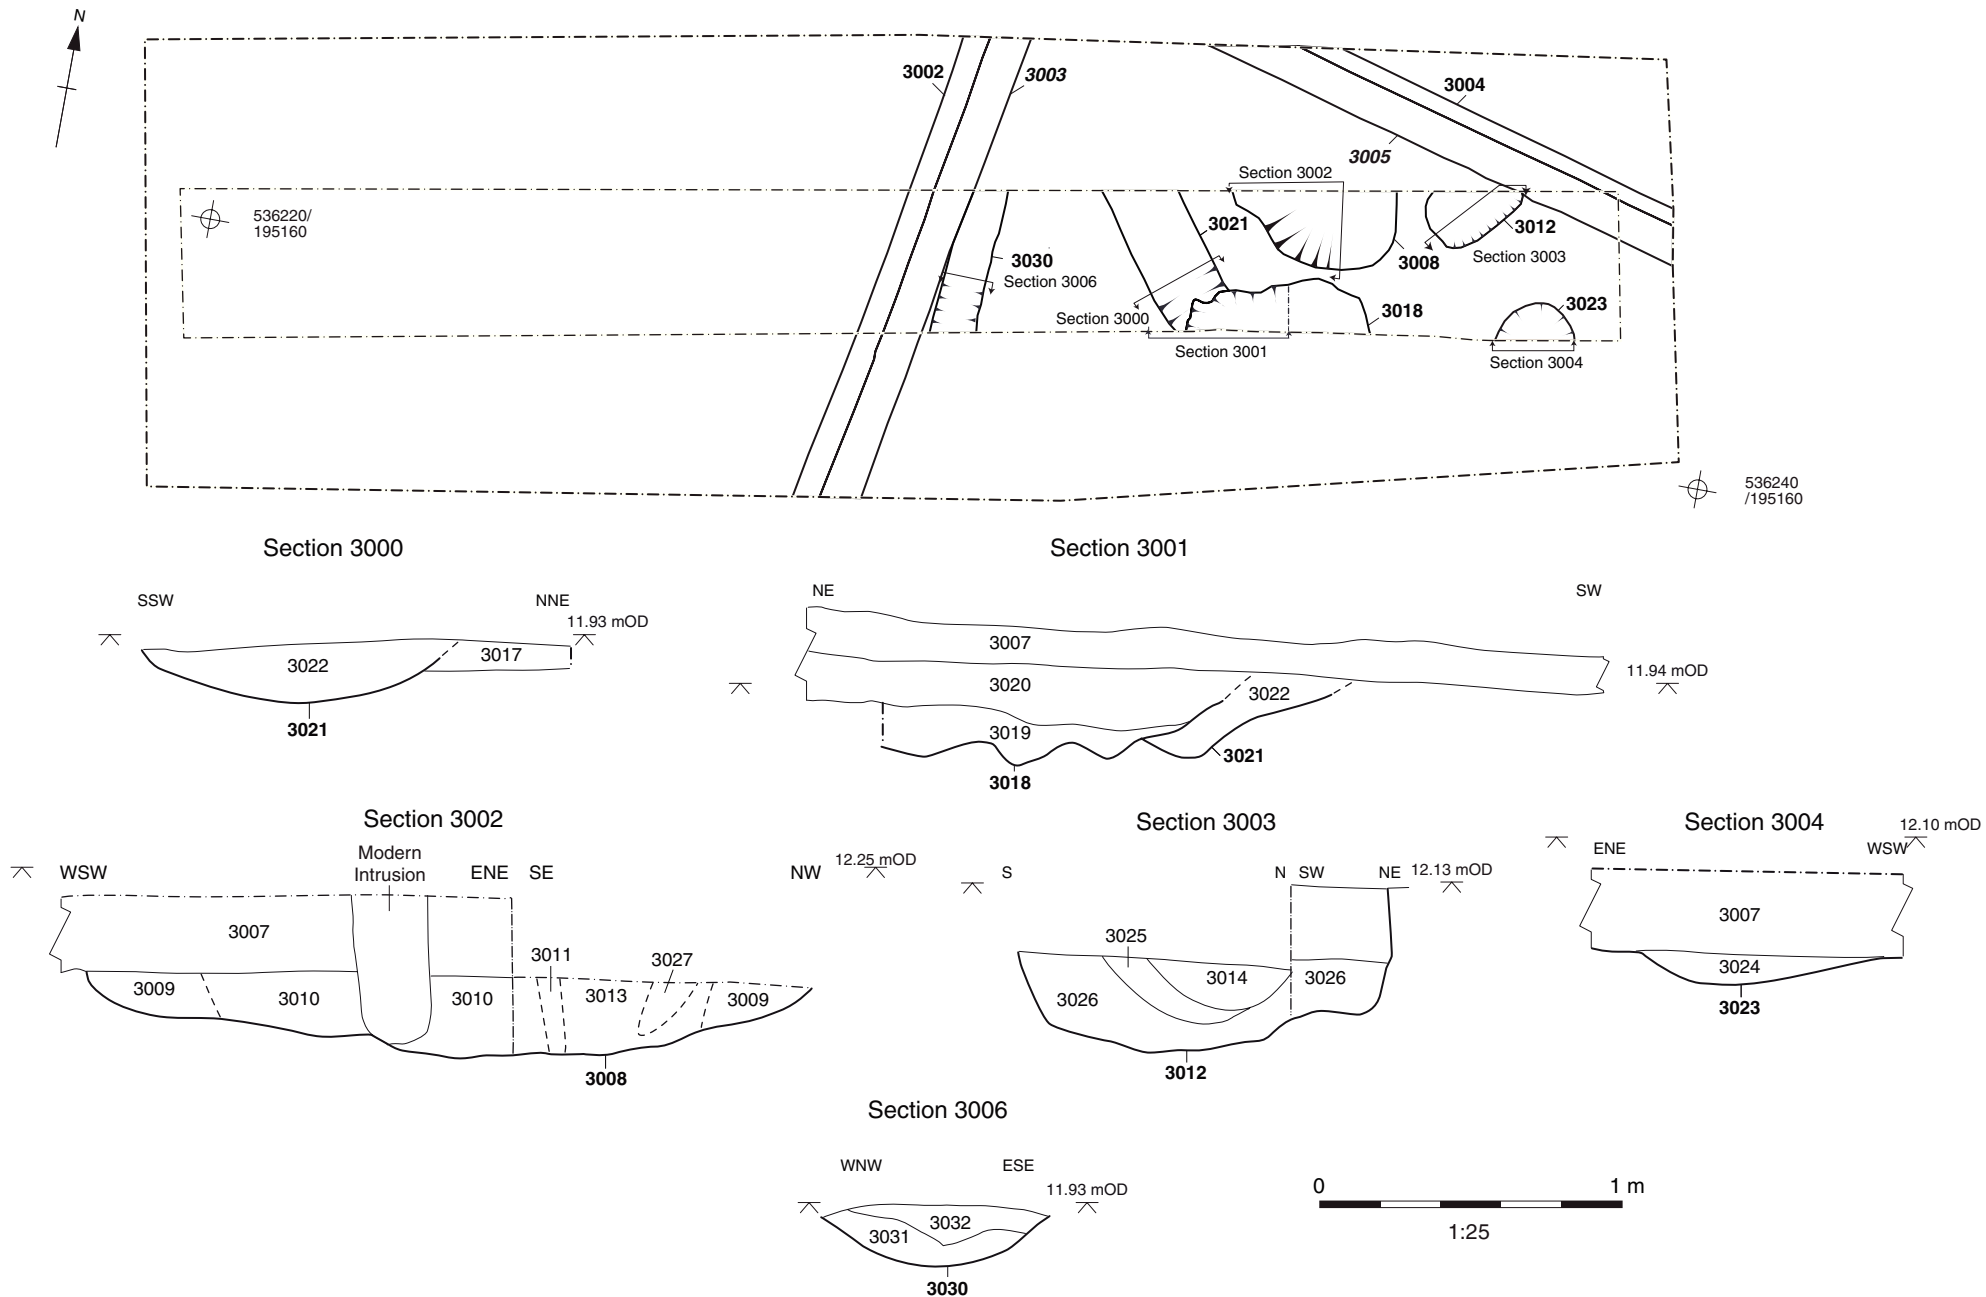 N
3002
3003
3004
3005
Section 3002
536220/
195160
3021
3012
3030
3008
Section 3003
Section 3006
3018
3023
Section 3000
Section 3001
Section 3004
536240
/195160
Section 3000
SSW
NNE
11.93 mOD
3022
3017
3021
Section 3001
NE
SW
3007
11.94 mOD
3020
3022
3019
3021
3018
Section 3002
Modern
Intrusion
WSW
ENE
SE
NW
12.25 mOD
3007
3011
3027
3009
3010
3010
3013
3009
3008
Section 3003
S
N
SW
NE
12.13 mOD
3025
3014
3026
3026
3012
Section 3004
12.10 mOD
ENE
WSW
3007
3024
3023
Section 3006
WNW
ESE
11.93 mOD
3032
3031
3030
0
1 m
1:25